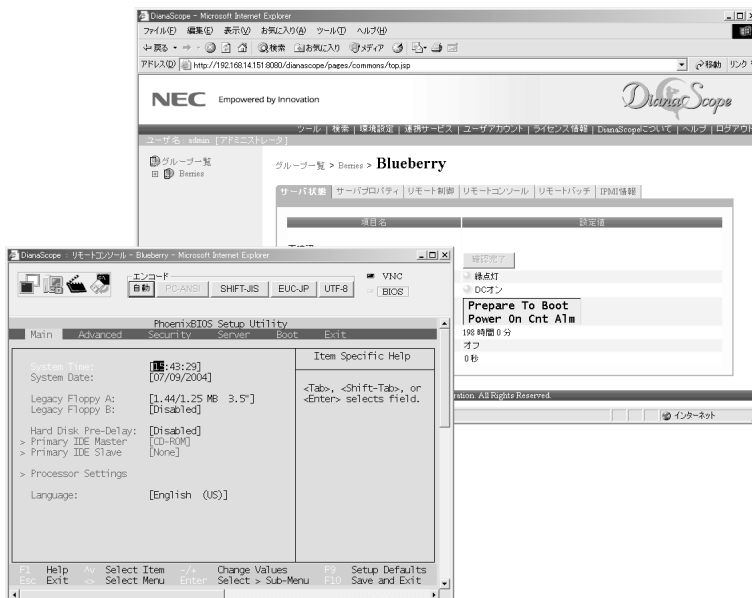 DianaScope - Microsoft Internet Explorer
ファイル(F) 編集(E) 表示(V) お気に入り(A) ツール(T) ヘルプ(H)
戻る 検索 お気に入り メディア
アドレス(D) http://192.168.14.151:8080/dianascope/pages/commons/top.jsp 移動 リンク
NEC Empowered by Innovation DianaScope
ツール | 検索 | 環境設定 | 連携サービス | ユーザアカウント | ライセンス情報 | DianaScopeについて | ヘルプ | ログアウト
ユーザ名: admin [アドミニストレータ]
グループ一覧
Berries
グループ一覧 > Berries > Blueberry
サーバ状態 サーバプロパティ リモート制御 リモートコンソール リモートバッチ IPMI情報
項目名 設定値
確認完了
緑点灯
DCオン
Prepare To Boot
Power On Cnt Alm
198 時間 0 分
オフ
0 秒
ration. All Rights Reserved.
インターネット
DianaScope : リモートコンソール - Blueberry - Microsoft Internet Explorer
エンコード
自動 PC-ANSI SHIFT-JIS EUC-JP UTF-8
VNC
BIOS
PhoenixBIOS Setup Utility
Main Advanced Security Server Boot Exit
Item Specific Help
System Time: [15:43:29]
System Date: [07/09/2004]
<Tab>, <Shift-Tab>, or
<Enter> selects field.
Legacy Floppy A: [1.44/1.25 MB 3.5"]
Legacy Floppy B: [Disabled]
Hard Disk Pre-Delay: [Disabled]
> Primary IDE Master [CD-ROM]
> Primary IDE Slave [None]
> Processor Settings
Language: [English (US)]
F1 Help ^v Select Item -/+ Change Values F9 Setup Defaults
Esc Exit <> Select Menu Enter Select > Sub-Menu F10 Save and Exit